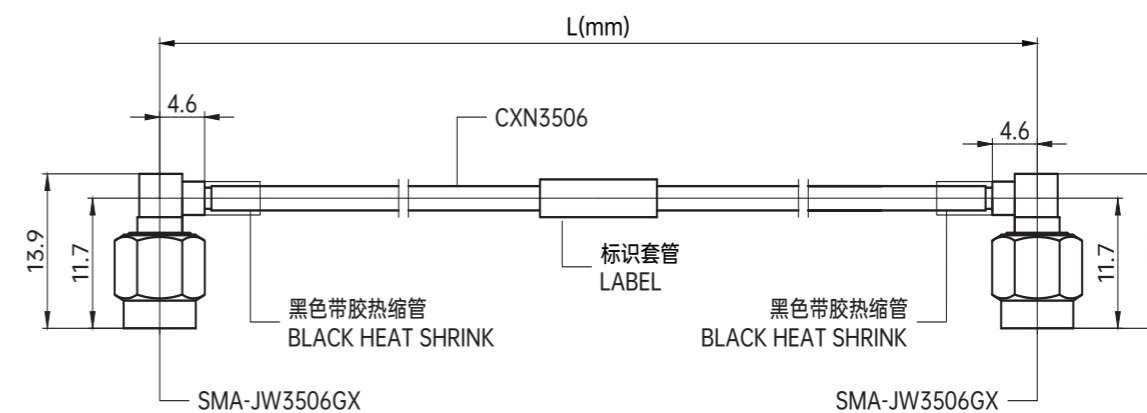 L(mm)
4.6
CXN3506
4.6
13.9
11.7
标识套管
LABEL
11.7
黑色带胶热缩管
BLACK HEAT SHRINK
黑色带胶热缩管
BLACK HEAT SHRINK
SMA-JW3506GX
SMA-JW3506GX